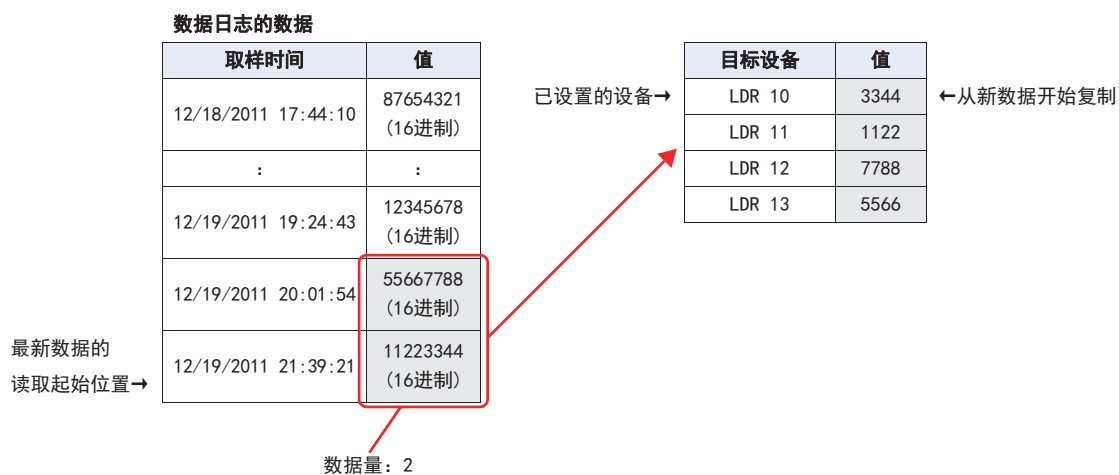 数据日志的数据
取样时间 值
12/18/2011 17:44:10 87654321
(16进制)
: :
12/19/2011 19:24:43 12345678
(16进制)
12/19/2011 20:01:54 55667788
(16进制)
12/19/2011 21:39:21 11223344
(16进制)
最新数据的
读取起始位置→
数据量: 2
目标设备 值
已设置的设备→ LDR 10 3344 ←从新数据开始复制
LDR 11 1122
LDR 12 7788
LDR 13 5566